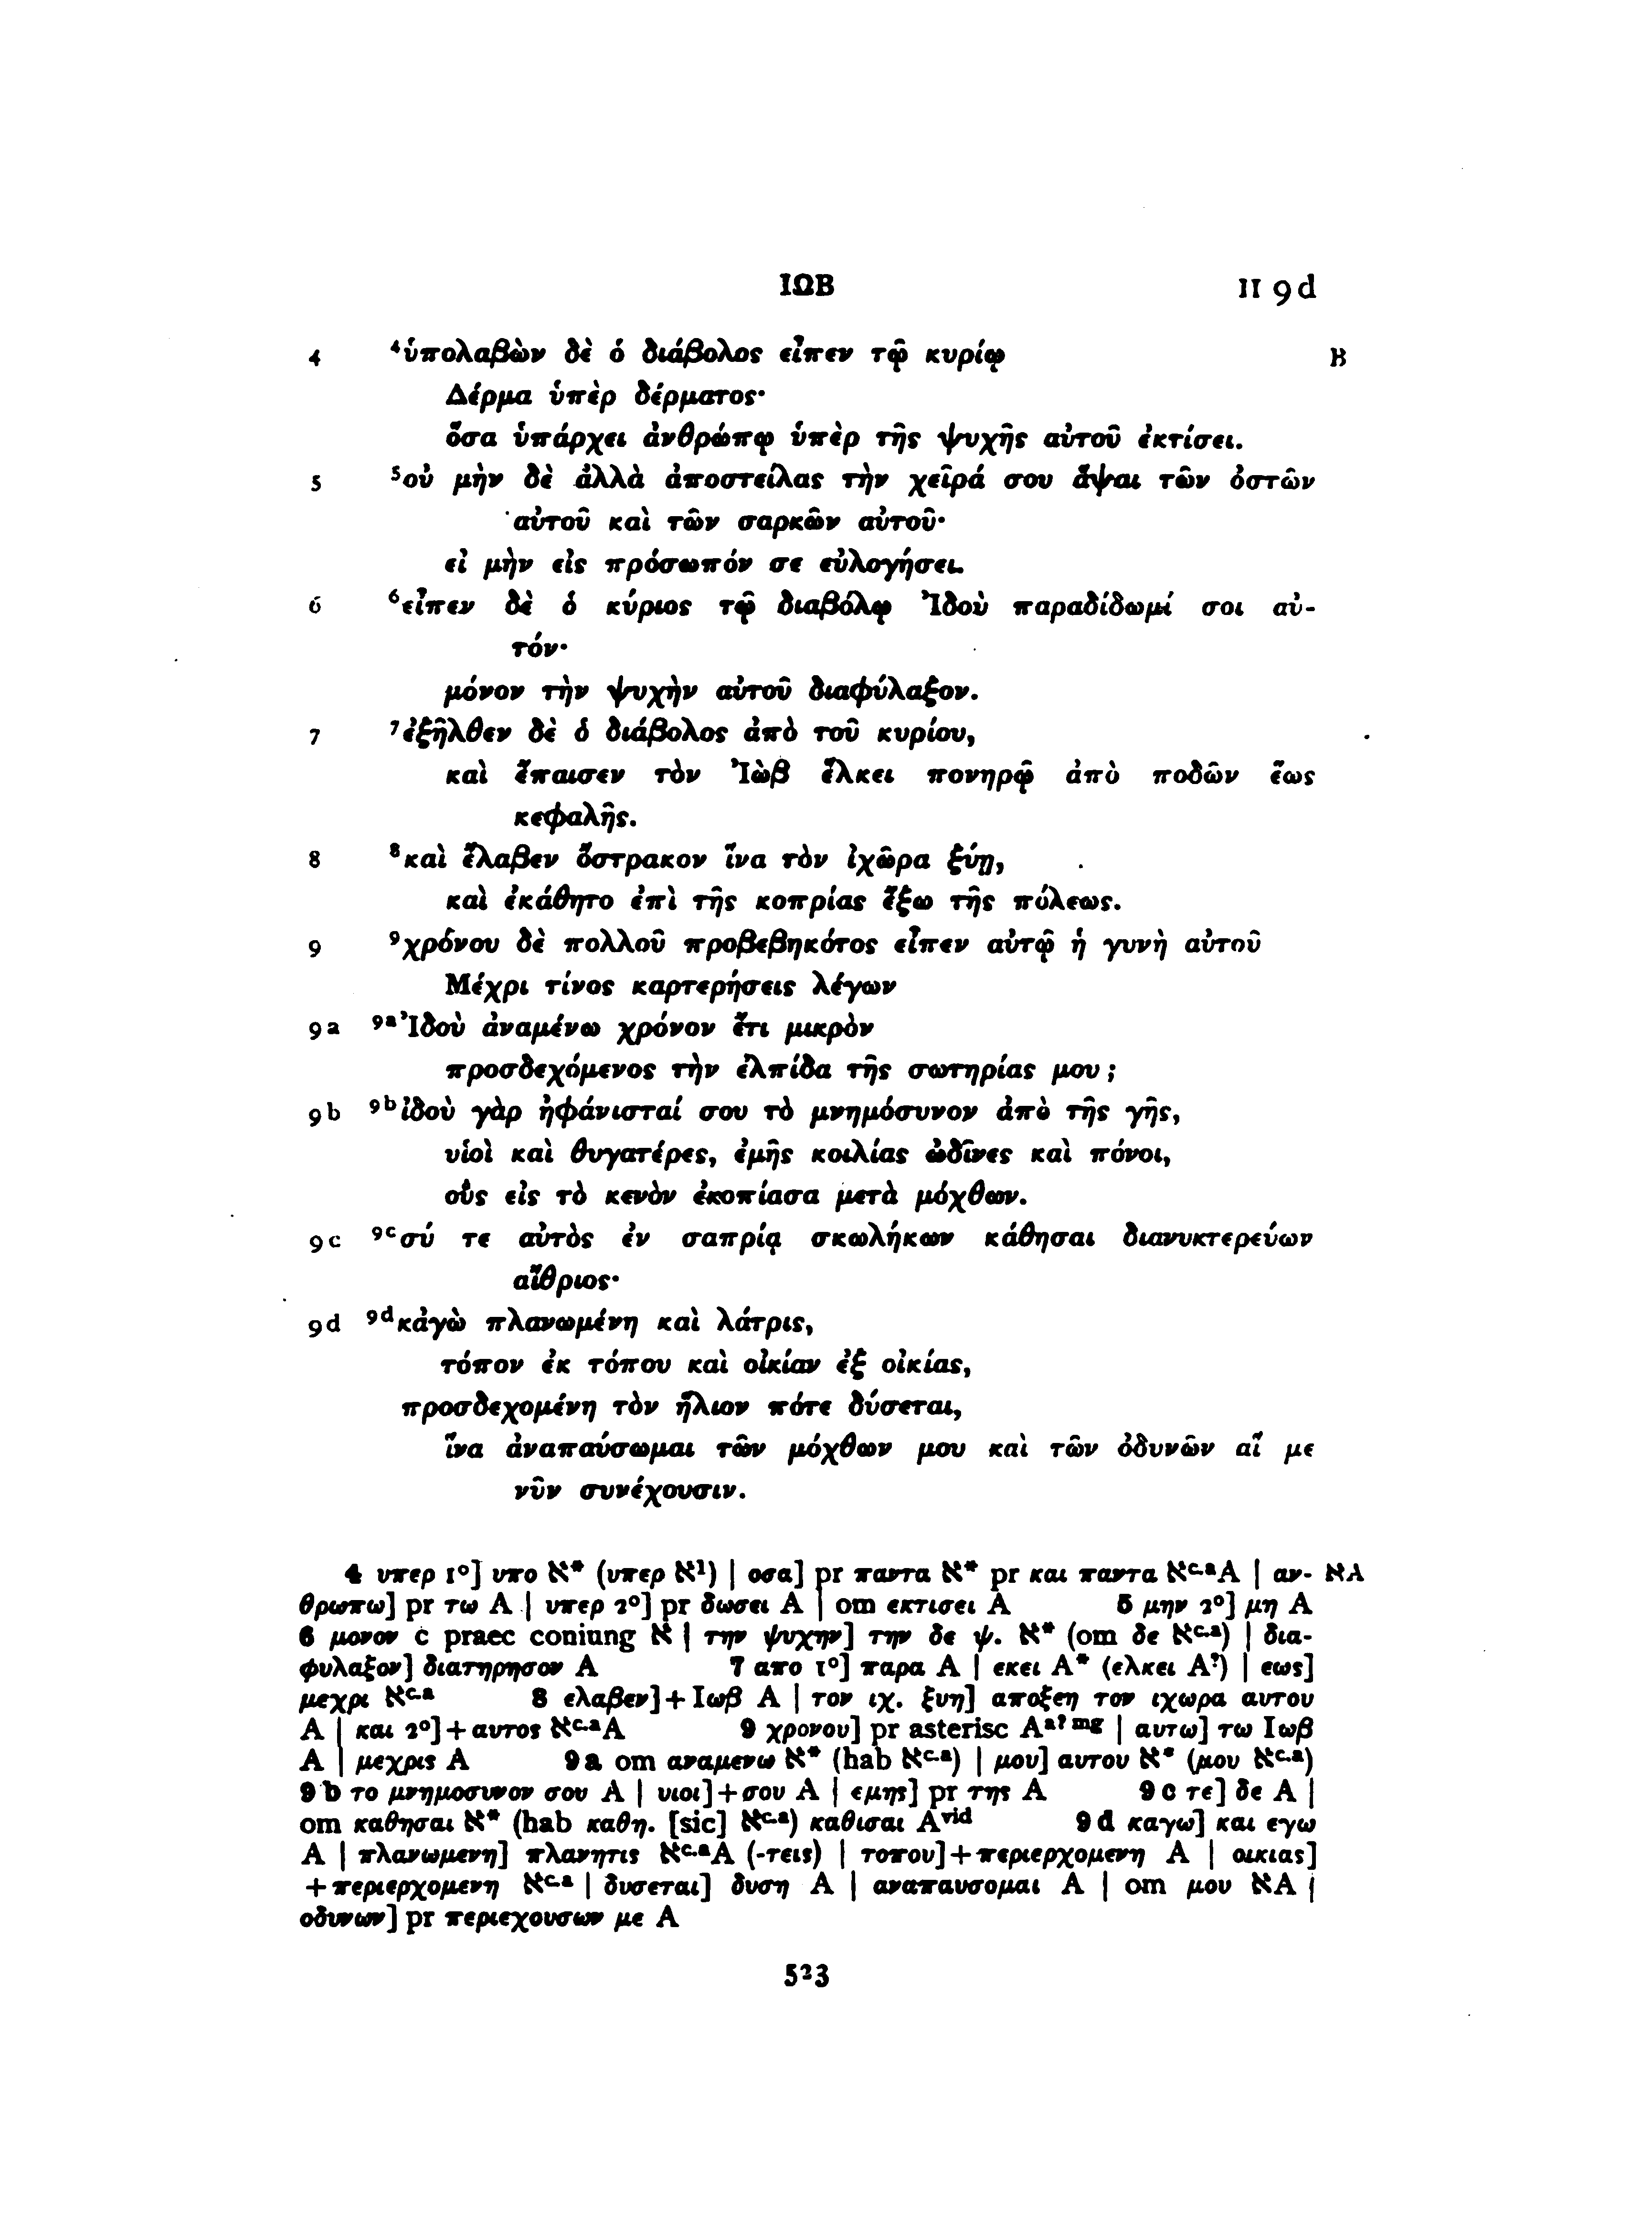 ΙΩΒ II 9d
4 ⁴ὑπολαβὼν δὲ ὁ διάβολος εἶπεν τῷ κυρίῳ B
Δέρμα ὑπὲρ δέρματος·
ὅσα ὑπάρχει ἀνθρώπῳ ὑπὲρ τῆς ψυχῆς αὐτοῦ ἐκτίσει.
5 ⁵οὐ μὴν δὲ ἀλλὰ ἀποστείλας τὴν χεῖρά σου ἅψαι τῶν ὀστῶν
αὐτοῦ καὶ τῶν σαρκῶν αὐτοῦ·
εἰ μὴν εἰς πρόσωπόν σε εὐλογήσει.
6 ⁶εἶπεν δὲ ὁ κύριος τῷ διαβόλῳ Ἰδοὺ παραδίδωμί σοι αὐ-
τόν·
μόνον τὴν ψυχὴν αὐτοῦ διαφύλαξον.
7 ⁷ἐξῆλθεν δὲ ὁ διάβολος ἀπὸ τοῦ κυρίου,
καὶ ἔπαισεν τὸν Ἰὼβ ἕλκει πονηρῷ ἀπὸ ποδῶν ἕως
κεφαλῆς.
8 ⁸καὶ ἔλαβεν ὄστρακον ἵνα τὸν ἰχῶρα ξύῃ,
καὶ ἐκάθητο ἐπὶ τῆς κοπρίας ἔξω τῆς πόλεως.
9 ⁹χρόνου δὲ πολλοῦ προβεβηκότος εἶπεν αὐτῷ ἡ γυνὴ αὐτοῦ
Μέχρι τίνος καρτερήσεις λέγων
9a ⁹ᵃἸδοὺ ἀναμένω χρόνον ἔτι μικρὸν
προσδεχόμενος τὴν ἐλπίδα τῆς σωτηρίας μου;
9b ⁹ᵇἰδοὺ γὰρ ἠφάνισταί σου τὸ μνημόσυνον ἀπὸ τῆς γῆς,
υἱοὶ καὶ θυγατέρες, ἐμῆς κοιλίας ὠδῖνες καὶ πόνοι,
οὓς εἰς τὸ κενὸν ἐκοπίασα μετὰ μόχθων.
9c ⁹ᶜσύ τε αὐτὸς ἐν σαπρίᾳ σκωλήκων κάθησαι διανυκτερεύων
αἴθριος·
9d ⁹ᵈκἀγὼ πλανωμένη καὶ λάτρις,
τόπον ἐκ τόπου καὶ οἰκίαν ἐξ οἰκίας,
προσδεχομένη τὸν ἥλιον πότε δύσεται,
ἵνα ἀναπαύσωμαι τῶν μόχθων μου καὶ τῶν ὀδυνῶν αἵ με
νῦν συνέχουσιν.
4 υπερ 1º] υπο ℵ* (υπερ ℵ¹) | οσα] pr παντα ℵ* pr και παντα ℵᶜ·ᵃA | αν- ℵA
θρωπω] pr τω A | υπερ 2º] pr δωσει A | om εκτισει A 5 μην 2º] μη A
6 μονον c praec coniung ℵ | την ψυχην] την δε ψ. ℵ* (om δε ℵᶜ·ᵃ) | δια-
φυλαξον] διατηρησον A 7 απο 1º] παρα A | εκει A* (ελκει Aˀ) | εως]
μεχρι ℵᶜ·ᵃ 8 ελαβεν]+Ιωβ A | τον ιχ. ξυη] αποξεη τον ιχωρα αυτου
A | και 2º]+αυτος ℵᶜ·ᵃA 9 χρονου] pr asterisc Aᵃ? ᵐᵍ | αυτω] τω Ιωβ
A | μεχρις A 9a om αναμενω ℵ* (hab ℵᶜ·ᵃ) | μου] αυτου ℵ* (μου ℵᶜ·ᵃ)
9b το μνημοσυνον σου A | υιοι]+σου A | εμης] pr της A 9c τε] δε A |
om καθησαι ℵ* (hab καθη. [sic] ℵᶜ·ᵃ) καθισαι Aᵛⁱᵈ 9d καγω] και εγω
A | πλανωμενη] πλανητις ℵᶜ·ᵃA (-τεις) | τοπου]+περιερχομενη A | οικιας]
+περιερχομενη ℵᶜ·ᵃ | δυσεται] δυση A | αναπαυσομαι A | om μου ℵA |
οδυνων] pr περιεχουσων με A
523